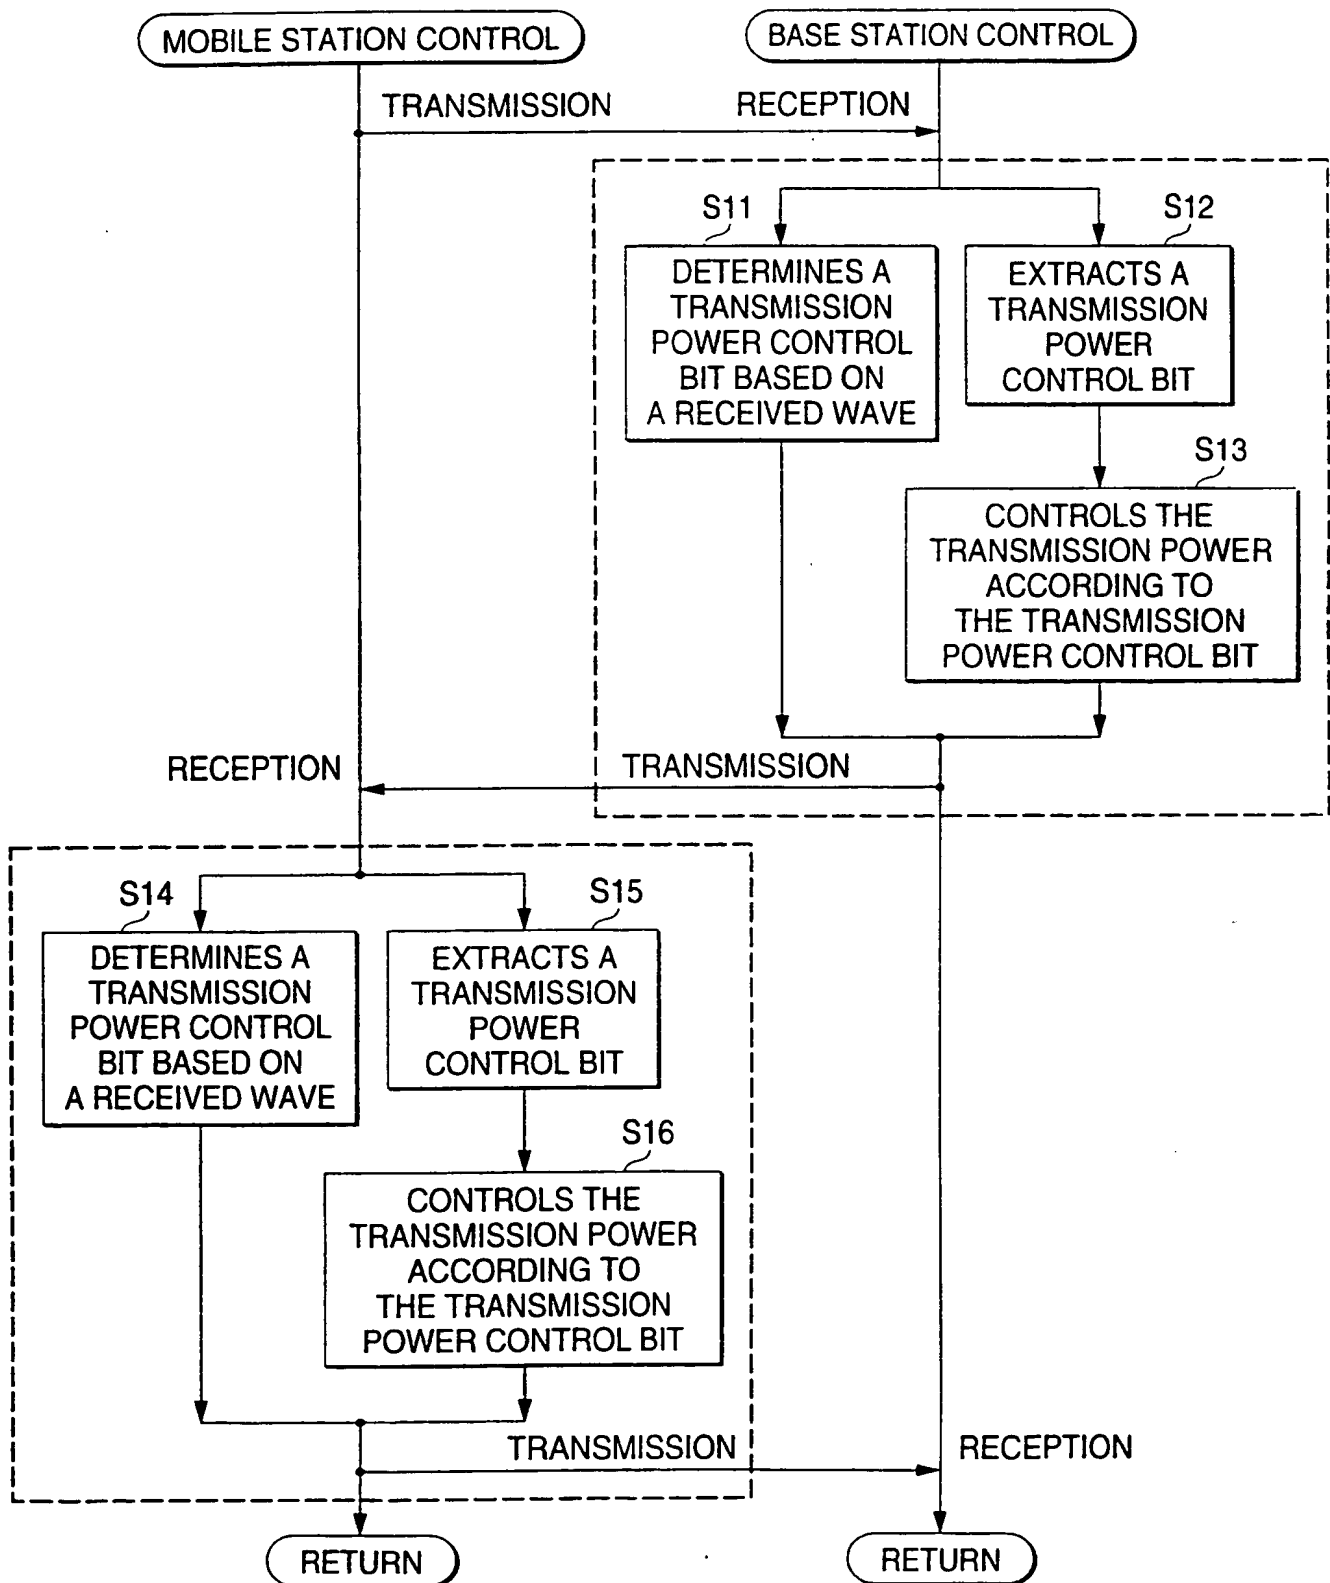 MOBILE STATION CONTROL
BASE STATION CONTROL
TRANSMISSION
RECEPTION
S11
S12
DETERMINES A
TRANSMISSION
POWER CONTROL
BIT BASED ON
A RECEIVED WAVE
EXTRACTS A
TRANSMISSION
POWER
CONTROL BIT
S13
CONTROLS THE
TRANSMISSION POWER
ACCORDING TO
THE TRANSMISSION
POWER CONTROL BIT
RECEPTION
TRANSMISSION
S14
S15
DETERMINES A
TRANSMISSION
POWER CONTROL
BIT BASED ON
A RECEIVED WAVE
EXTRACTS A
TRANSMISSION
POWER
CONTROL BIT
S16
CONTROLS THE
TRANSMISSION POWER
ACCORDING TO
THE TRANSMISSION
POWER CONTROL BIT
TRANSMISSION
RECEPTION
RETURN
RETURN